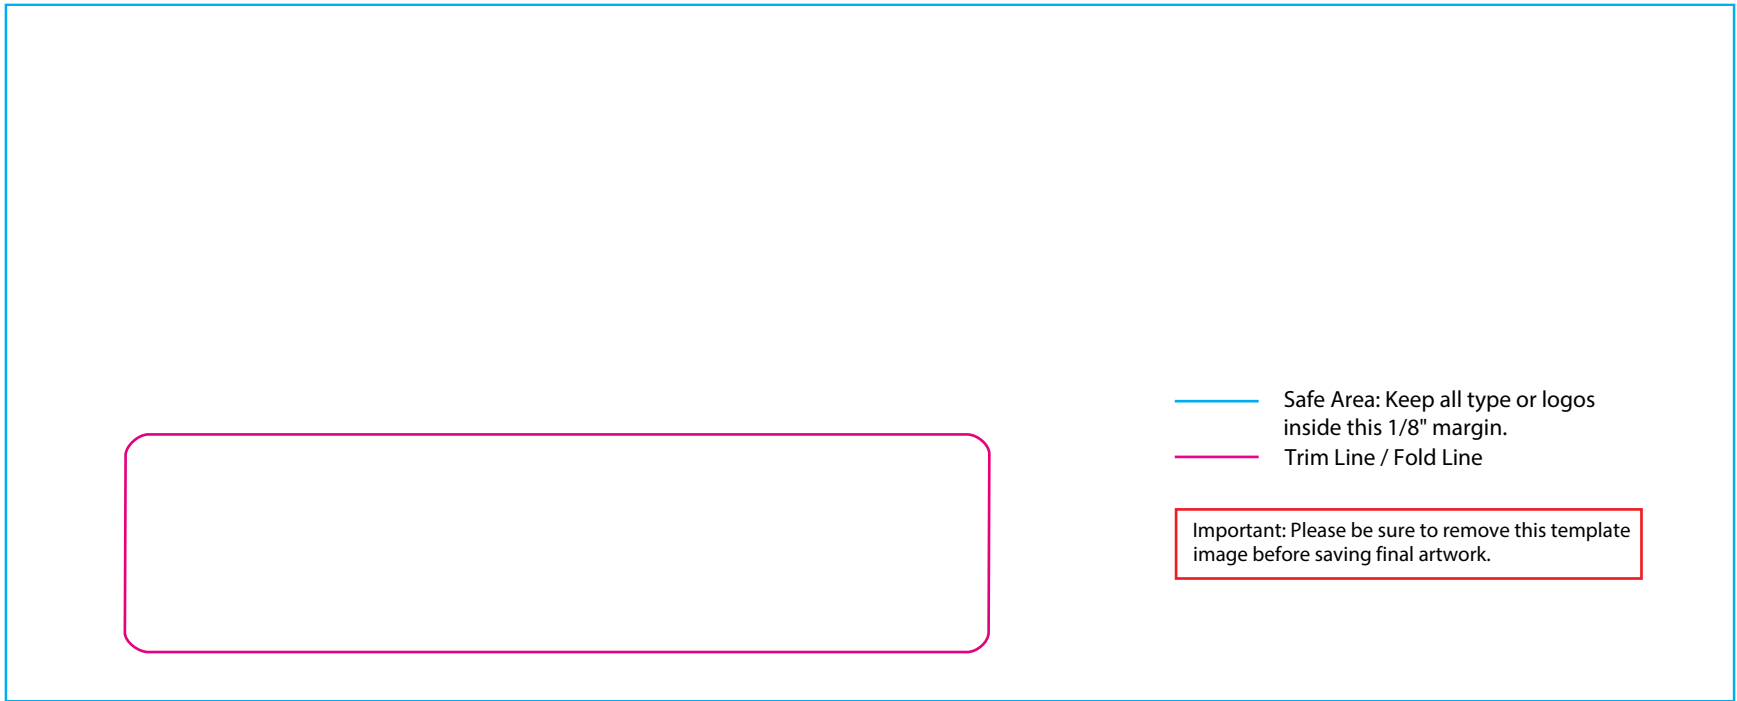 Safe Area: Keep all type or logos
inside this 1/8" margin.
Trim Line / Fold Line
Important: Please be sure to remove this template
image before saving final artwork.